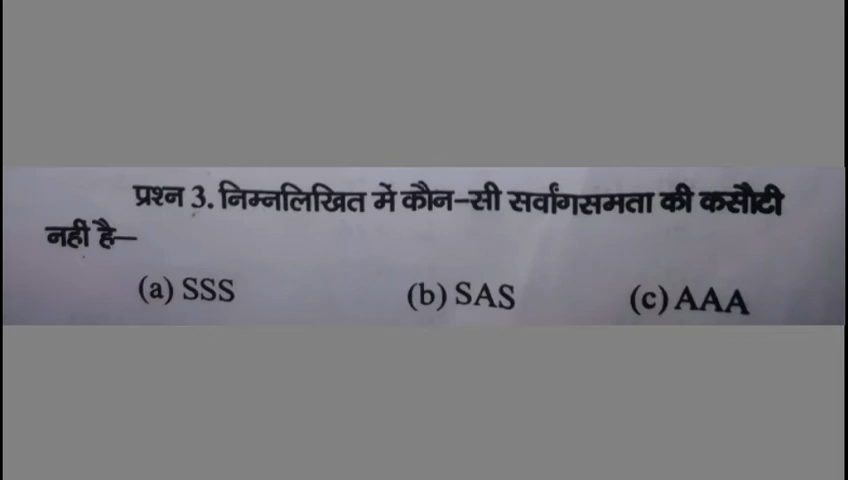 प्रश्न 3. निम्नलिखित में कौन-सी सर्वांगसमता की कसौटी
नहीं है—
(a) SSS (b) SAS (c) AAA